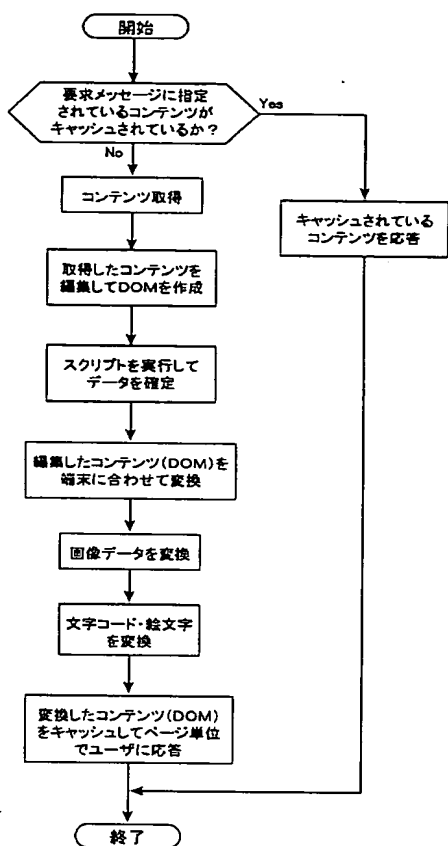 開始
要求メッセージに指定
されているコンテンツが
キャッシュされているか？
Yes
No
コンテンツ取得
キャッシュされている
コンテンツを応答
取得したコンテンツを
編集してDOMを作成
スクリプトを実行して
データを確定
編集したコンテンツ(DOM)を
端末に合わせて変換
画像データを変換
文字コード・絵文字
を変換
変換したコンテンツ(DOM)
をキャッシュしてページ単位
でユーザに応答
終了